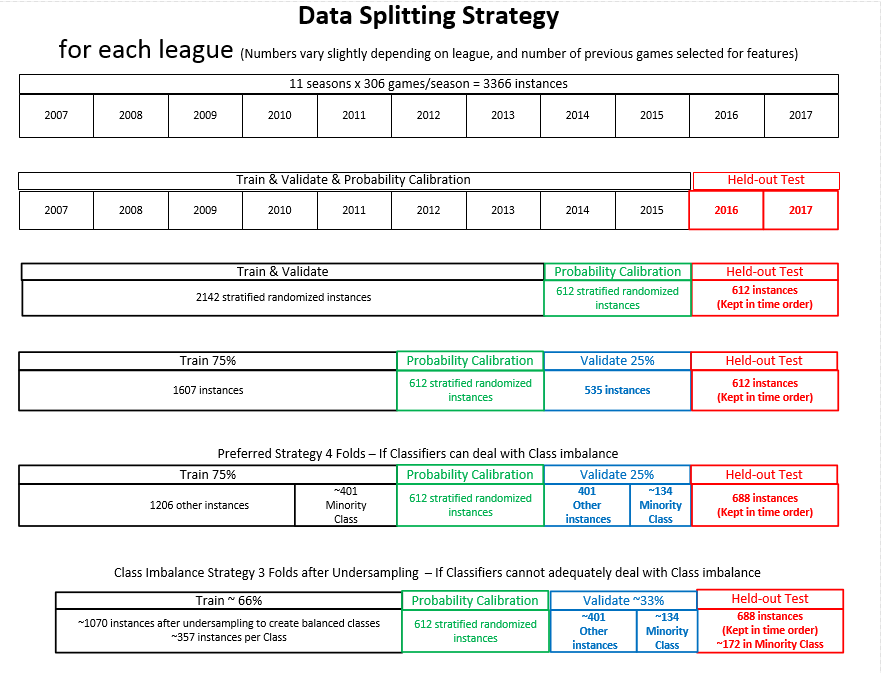 Data Splitting Strategy
for each league (Numbers vary slightly depending on league, and number of previous games selected for features)
11 seasons x 306 games/season = 3366 instances
2007 2008 2009 2010 2011 2012 2013 2014 2015 2016 2017
Train & Validate & Probability Calibration Held-out Test
2007 2008 2009 2010 2011 2012 2013 2014 2015 2016 2017
Train & Validate Probability Calibration Held-out Test
2142 stratified randomized instances
612 stratified randomized
instances
612 instances
(Kept in time order)
Train 75% Probability Calibration Validate 25% Held-out Test
1607 instances
612 stratified randomized
instances
535 instances
612 instances
(Kept in time order)
Preferred Strategy 4 Folds – If Classifiers can deal with Class imbalance
Train 75% Probability Calibration Validate 25% Held-out Test
1206 other instances
~401
Minority
Class
612 stratified randomized
instances
401
Other
instances
~134
Minority
Class
688 instances
(Kept in time order)
Class Imbalance Strategy 3 Folds after Undersampling – If Classifiers cannot adequately deal with Class imbalance
Train ~ 66% Probability Calibration Validate ~33% Held-out Test
~1070 instances after undersampling to create balanced classes
~357 instances per Class
612 stratified randomized
instances
~401
Other
instances
~134
Minority
Class
688 instances
(Kept in time order)
~172 in Minority Class